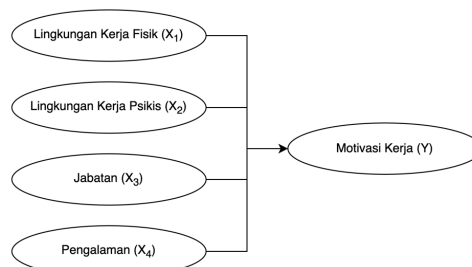 Lingkungan Kerja Fisik (X₁)
Lingkungan Kerja Psikis (X₂)
Motivasi Kerja (Y)
Jabatan (X₃)
Pengalaman (X₄)